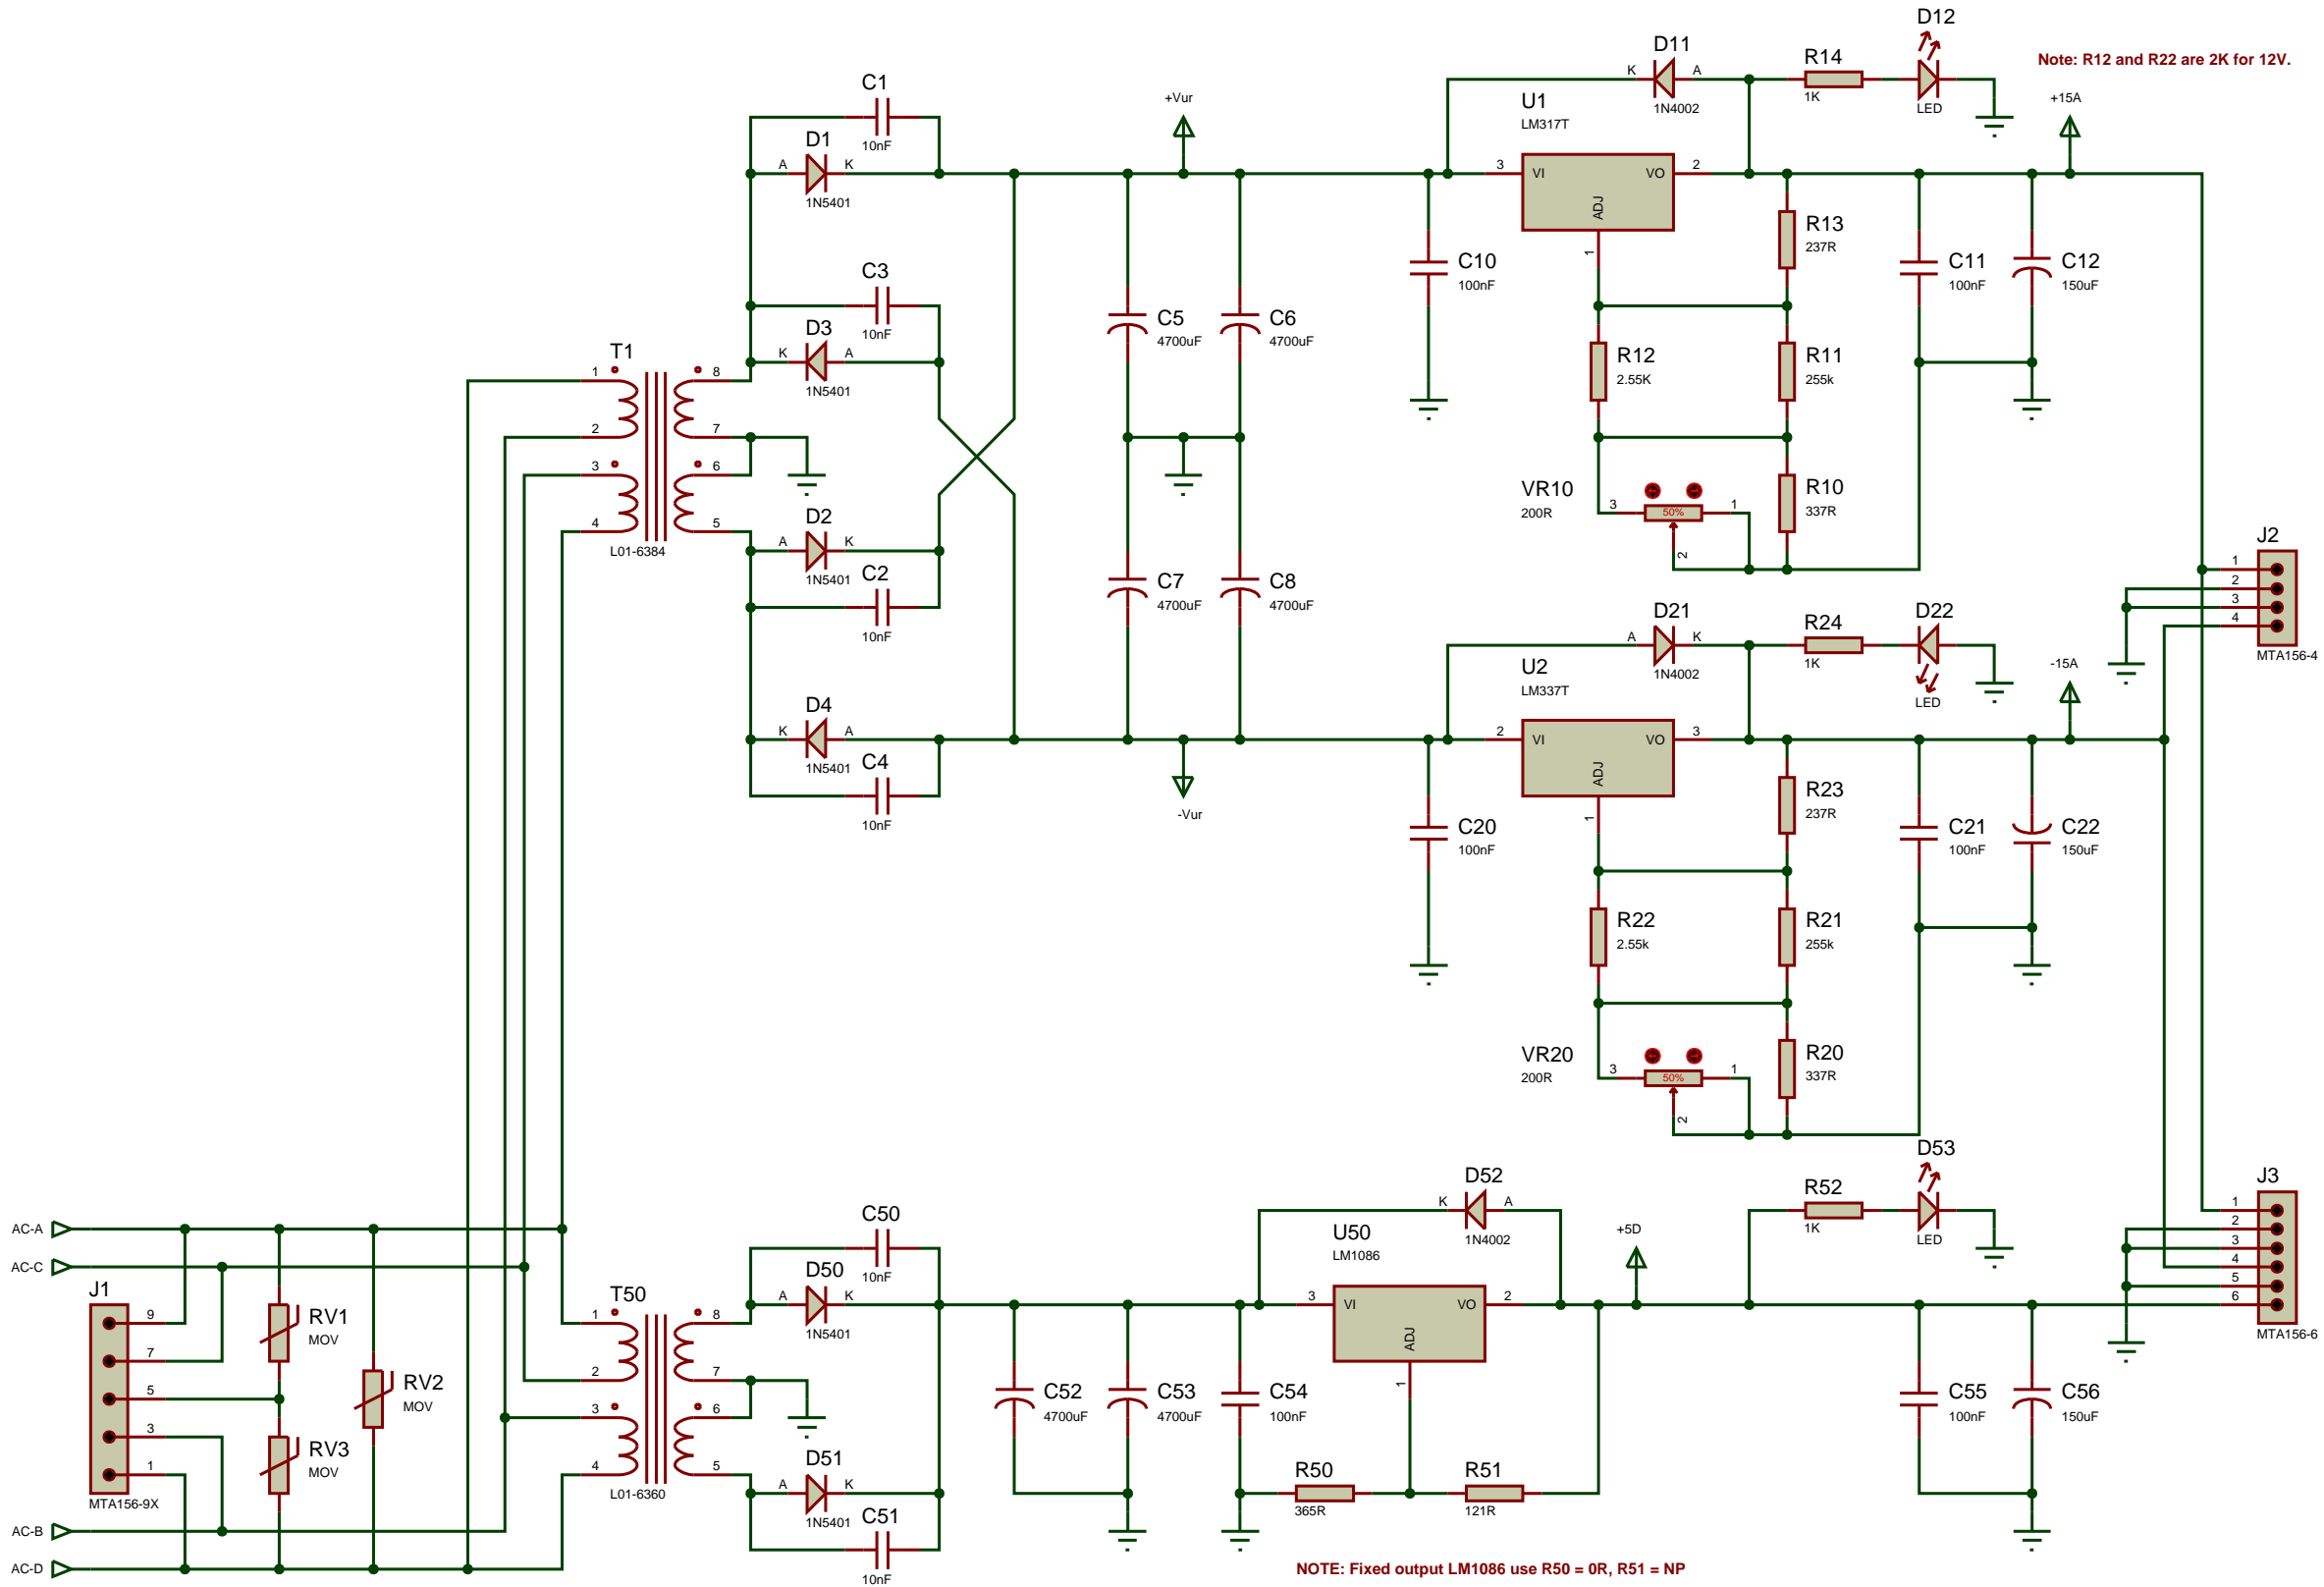 D12
D11
R14
Note: R12 and R22 are 2K for 12V.
K
A
C1
+Vur
U1
LM317T
1N4002
1K
LED
+15A
D1
10nF
A
K
1N5401
3
VI
VO
2
ADJ
1
R13
237R
C3
10nF
C10
100nF
C11
100nF
C12
150uF
D3
K
A
1N5401
C5
4700uF
C6
4700uF
T1
1
8
R12
2.55K
R11
255k
2
7
3
6
VR10
200R
3
50%
1
2
R10
337R
D2
A
K
1N5401
4
5
L01-6384
J2
1
2
3
4
MTA156-4
C2
10nF
C7
4700uF
C8
4700uF
D21
A
K
1N4002
R24
1K
D22
LED
U2
LM337T
-15A
D4
K
A
1N5401
C4
10nF
-Vur
2
VI
VO
3
ADJ
1
R23
237R
C20
100nF
C21
100nF
C22
150uF
R22
2.55k
R21
255k
VR20
200R
3
50%
1
2
R20
337R
D53
D52
K
A
1N4002
R52
1K
LED
J3
1
2
3
4
5
6
MTA156-6
AC-A
AC-C
C50
10nF
U50
LM1086
+5D
J1
9
7
5
3
1
MTA156-9X
RV1
MOV
RV2
MOV
RV3
MOV
T50
1
8
2
7
3
6
4
5
L01-6360
D50
A
K
1N5401
3
VI
VO
2
ADJ
1
C52
4700uF
C53
4700uF
C54
100nF
C55
100nF
C56
150uF
D51
A
K
1N5401
C51
10nF
R50
365R
R51
121R
AC-B
AC-D
NOTE: Fixed output LM1086 use R50 = 0R, R51 = NP